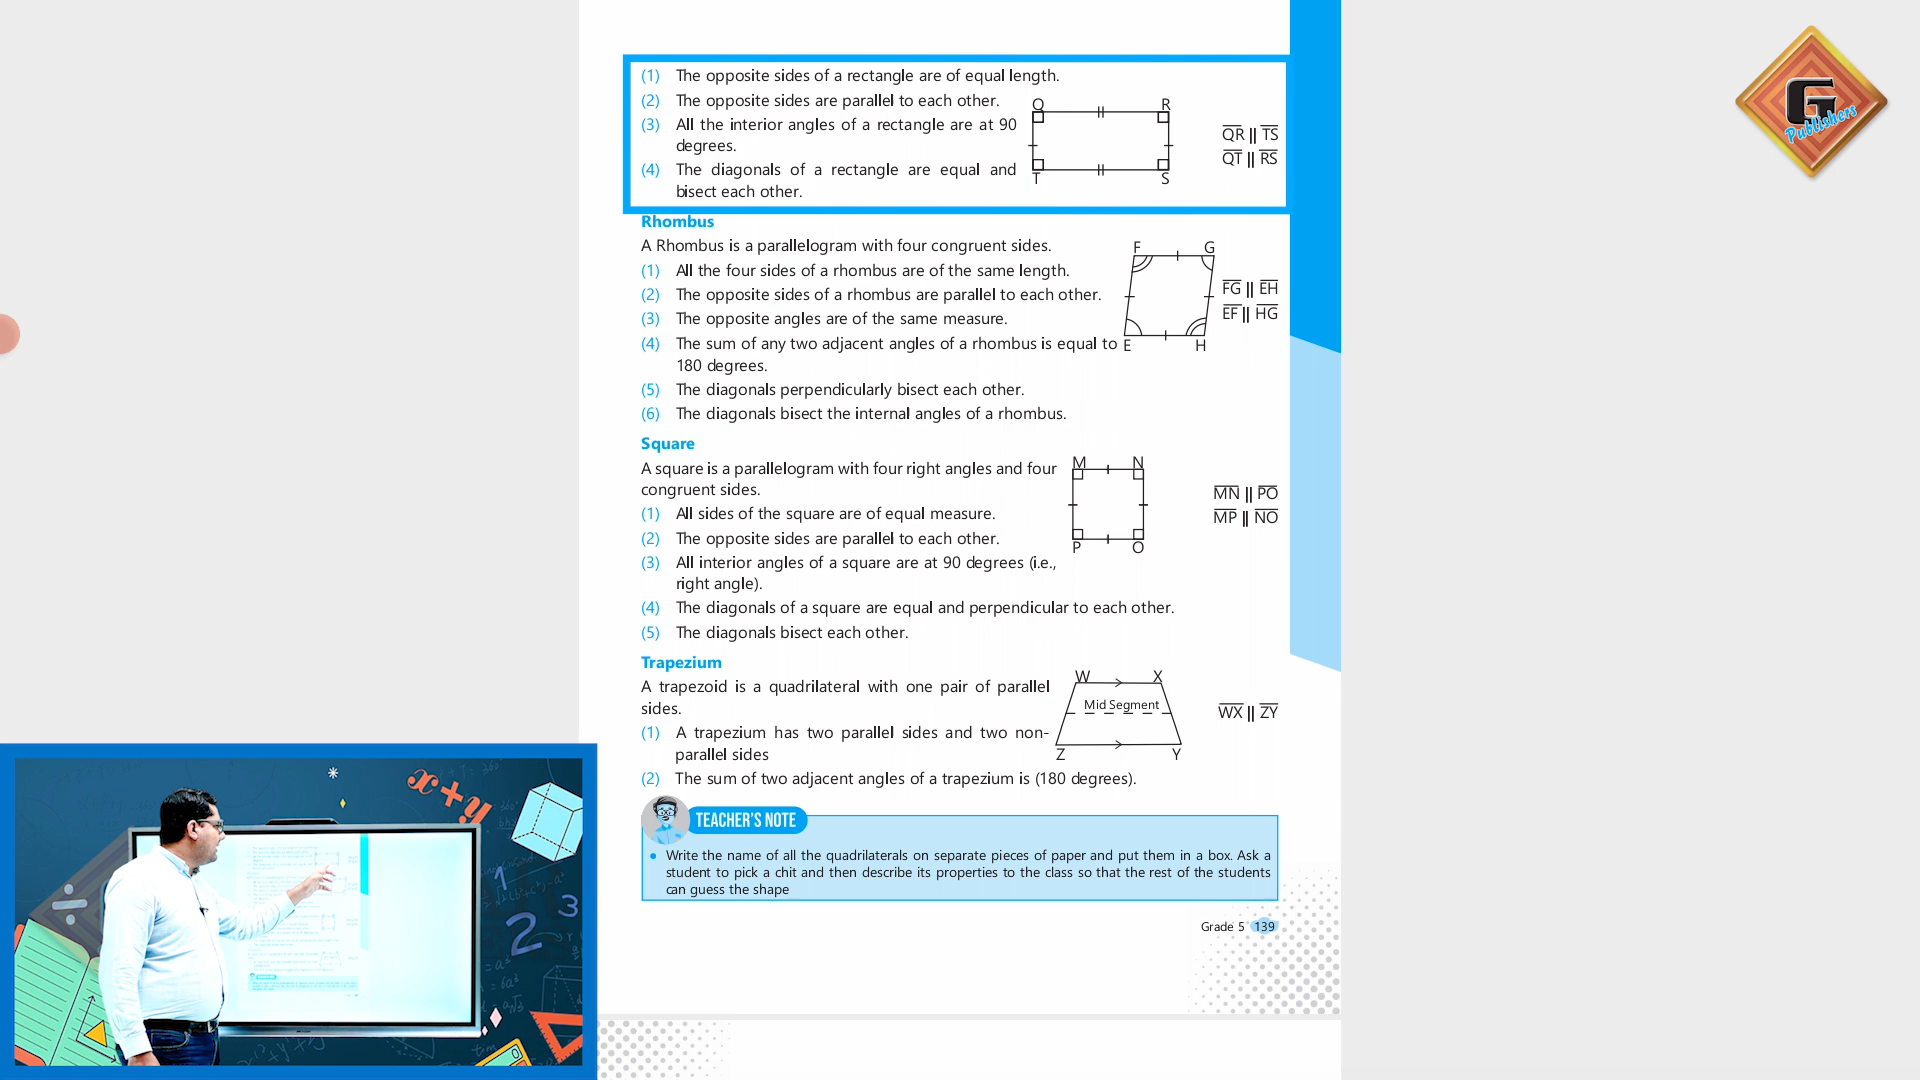 (1) The opposite sides of a rectangle are of equal length.
(2) The opposite sides are parallel to each other.
(3) All the interior angles of a rectangle are at 90
degrees.
(4) The diagonals of a rectangle are equal and
bisect each other.
Q R
T S
QR || TS
QT || RS
Rhombus
A Rhombus is a parallelogram with four congruent sides.
(1) All the four sides of a rhombus are of the same length.
(2) The opposite sides of a rhombus are parallel to each other.
(3) The opposite angles are of the same measure.
(4) The sum of any two adjacent angles of a rhombus is equal to
180 degrees.
(5) The diagonals perpendicularly bisect each other.
(6) The diagonals bisect the internal angles of a rhombus.
F G
E H
FG || EH
EF || HG
Square
A square is a parallelogram with four right angles and four
congruent sides.
(1) All sides of the square are of equal measure.
(2) The opposite sides are parallel to each other.
(3) All interior angles of a square are at 90 degrees (i.e.,
right angle).
(4) The diagonals of a square are equal and perpendicular to each other.
(5) The diagonals bisect each other.
M N
P O
MN || PO
MP || NO
Trapezium
A trapezoid is a quadrilateral with one pair of parallel
sides.
(1) A trapezium has two parallel sides and two non-
parallel sides
(2) The sum of two adjacent angles of a trapezium is (180 degrees).
W X
Mid Segment
Z Y
WX || ZY
TEACHER'S NOTE
• Write the name of all the quadrilaterals on separate pieces of paper and put them in a box. Ask a
student to pick a chit and then describe its properties to the class so that the rest of the students
can guess the shape
Grade 5 139
G
Publishers
x+y
1
2
3